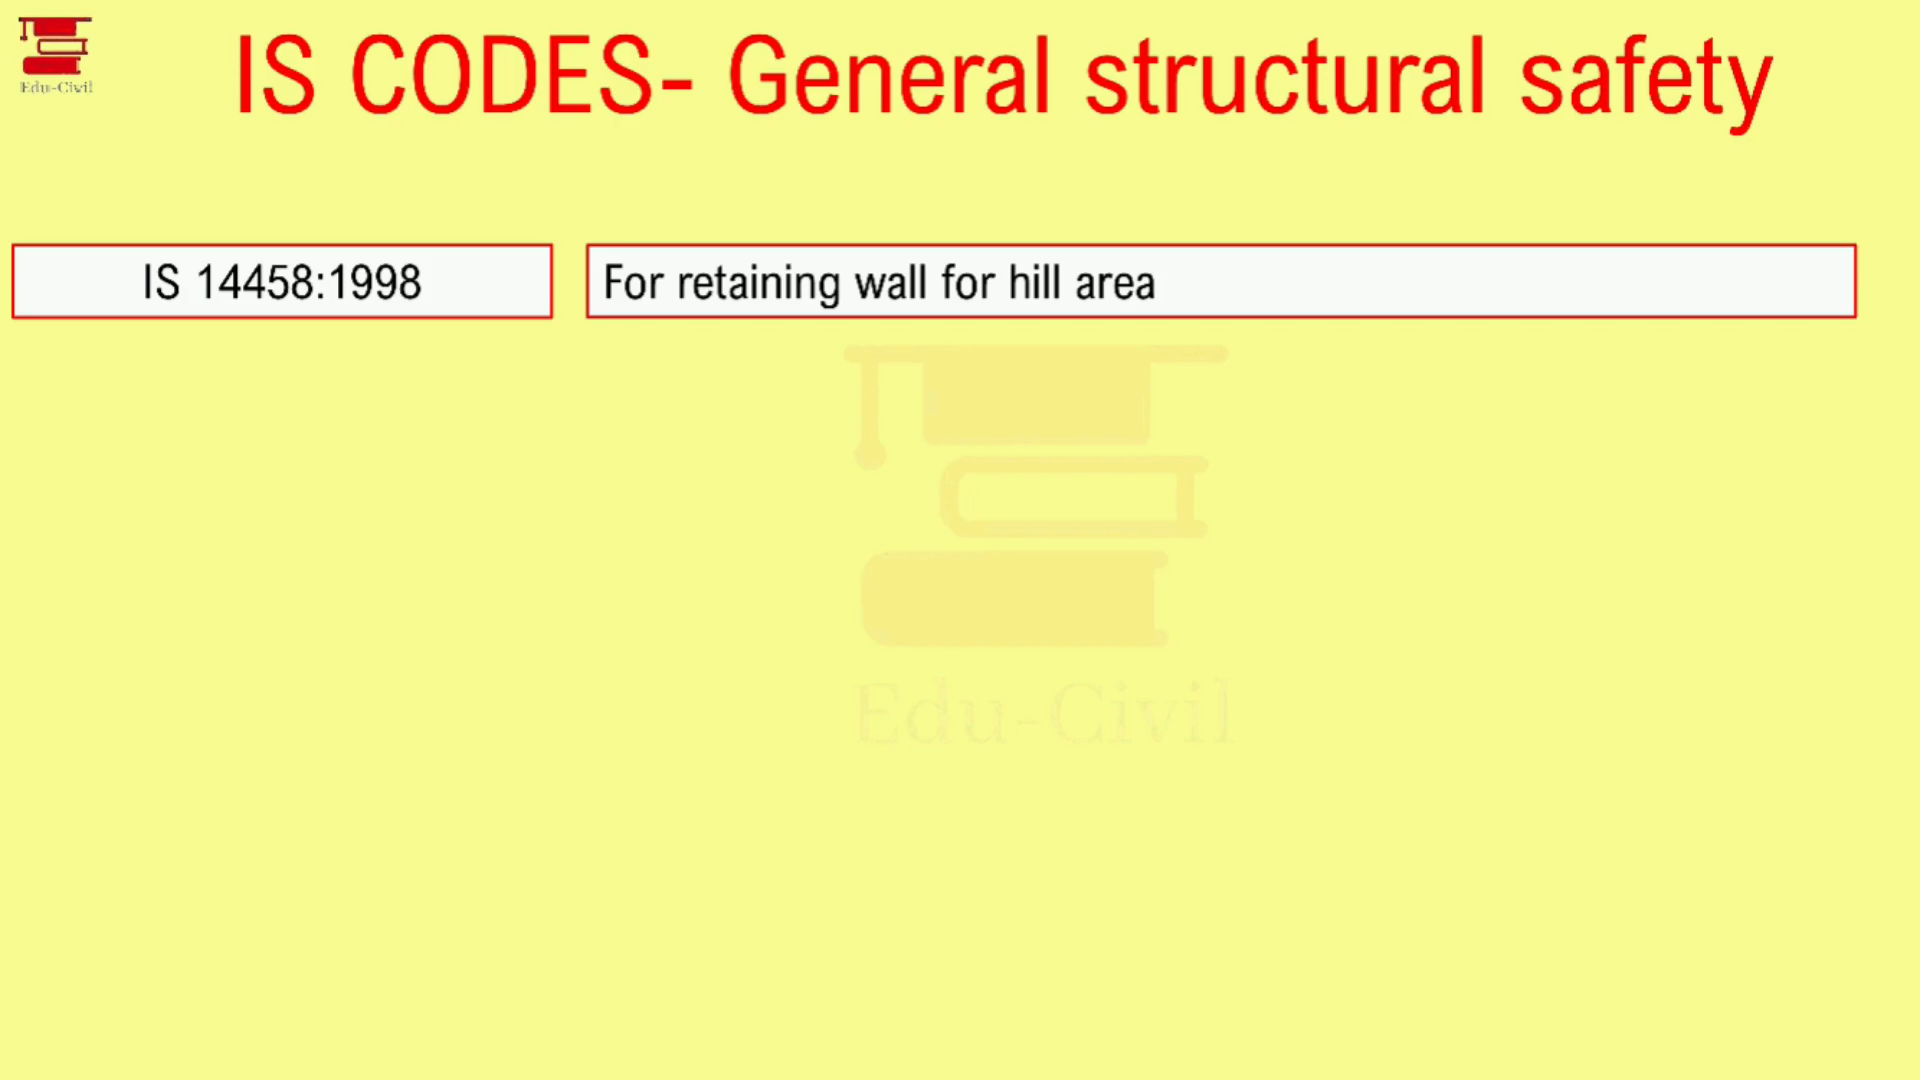 Edu-Civil
IS CODES- General structural safety
IS 14458:1998
For retaining wall for hill area
Edu-Civil